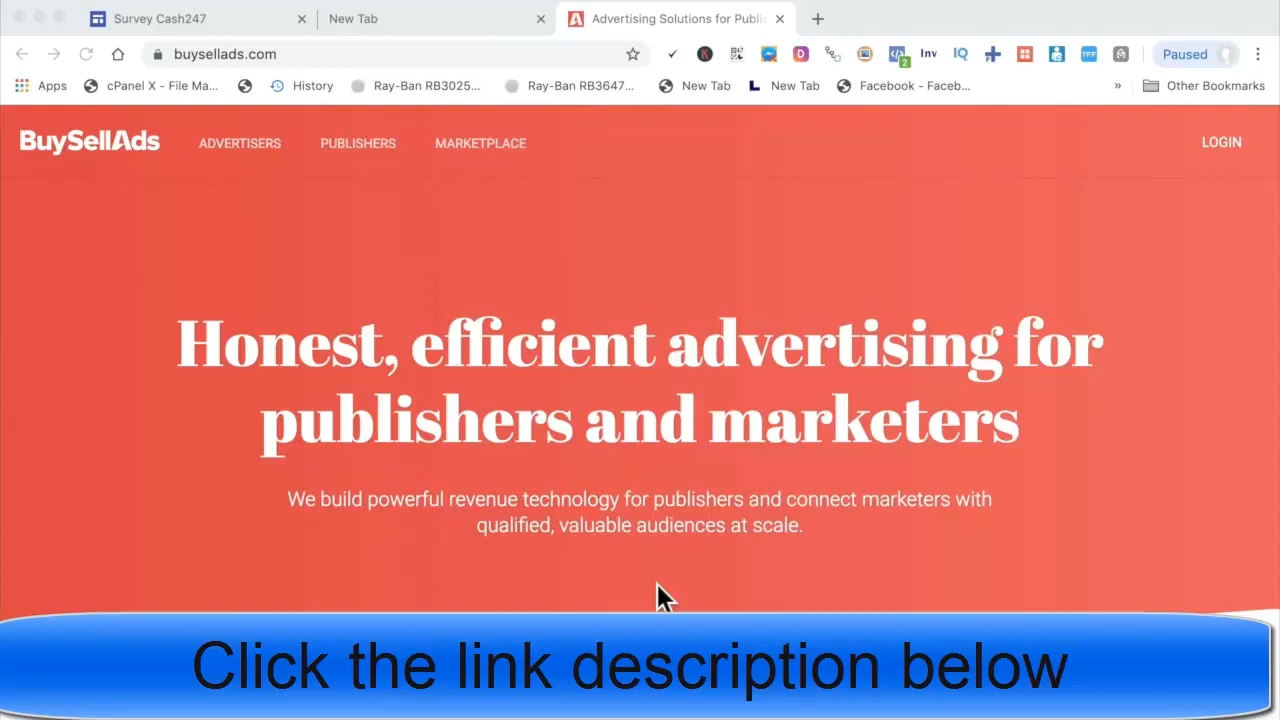 Survey Cash247
New Tab
Advertising Solutions for Publis
buysellads.com
2
Inv
IQ
TFF
Paused
Apps
cPanel X - File Ma...
History
Ray-Ban RB3025...
Ray-Ban RB3647...
New Tab
New Tab
Facebook - Faceb...
»
Other Bookmarks
BuySellAds
ADVERTISERS
PUBLISHERS
MARKETPLACE
LOGIN
Honest, efficient advertising for
publishers and marketers
We build powerful revenue technology for publishers and connect marketers with
qualified, valuable audiences at scale.
Click the link description below